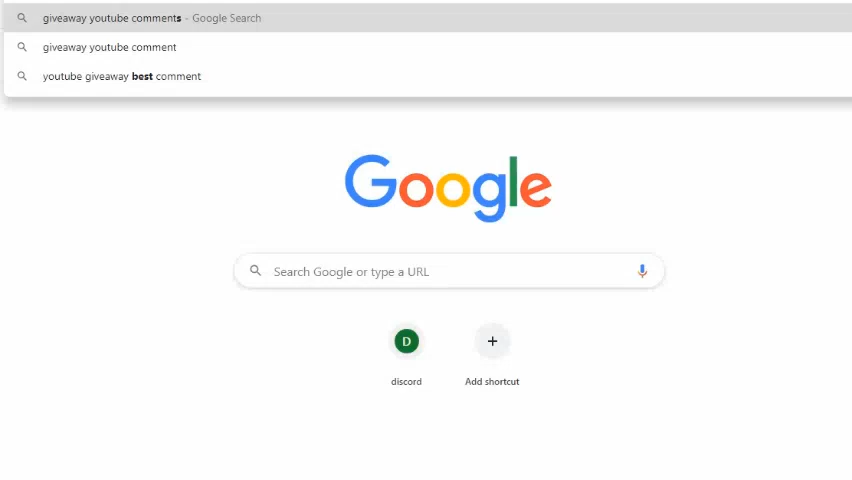 giveaway youtube comments - Google Search
giveaway youtube comment
youtube giveaway best comment
Google
Search Google or type a URL
D
discord
Add shortcut